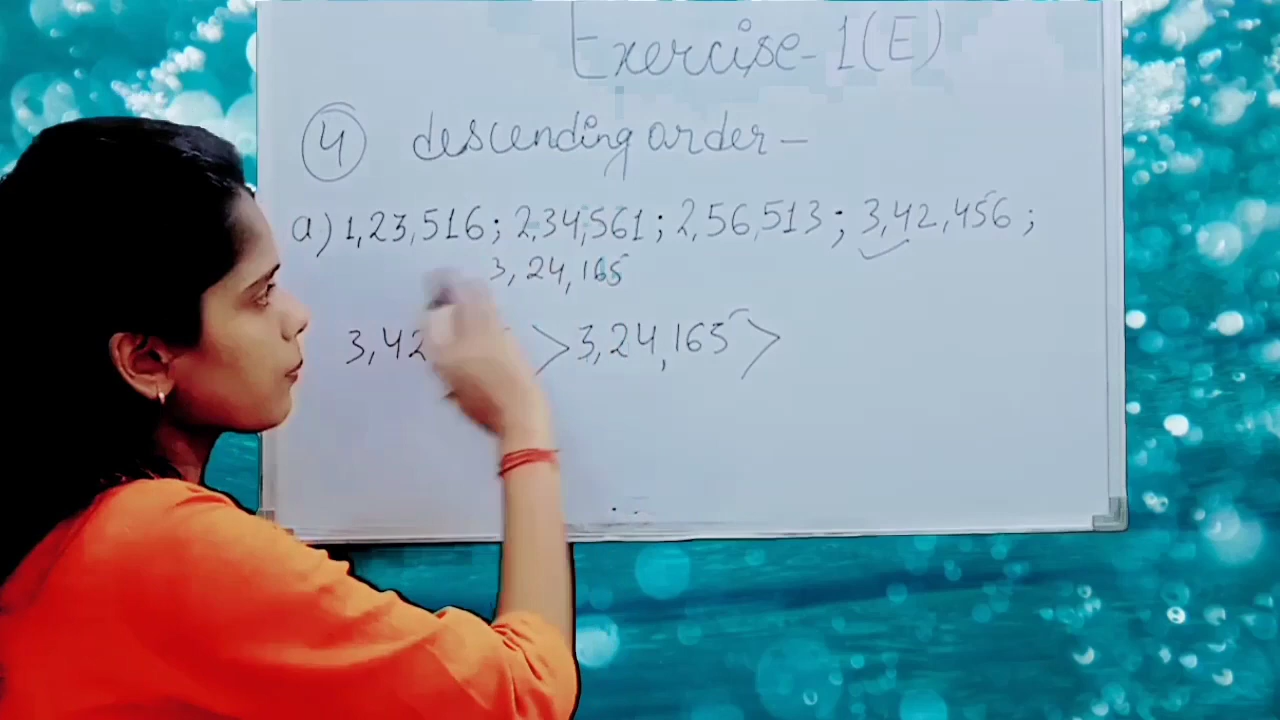 Exercise-1(E)
4 descending order-
a) 1,23,516; 2,34,561; 2,56,513; 3,42,456;
3,24,165
3,42 > 3,24,165 >